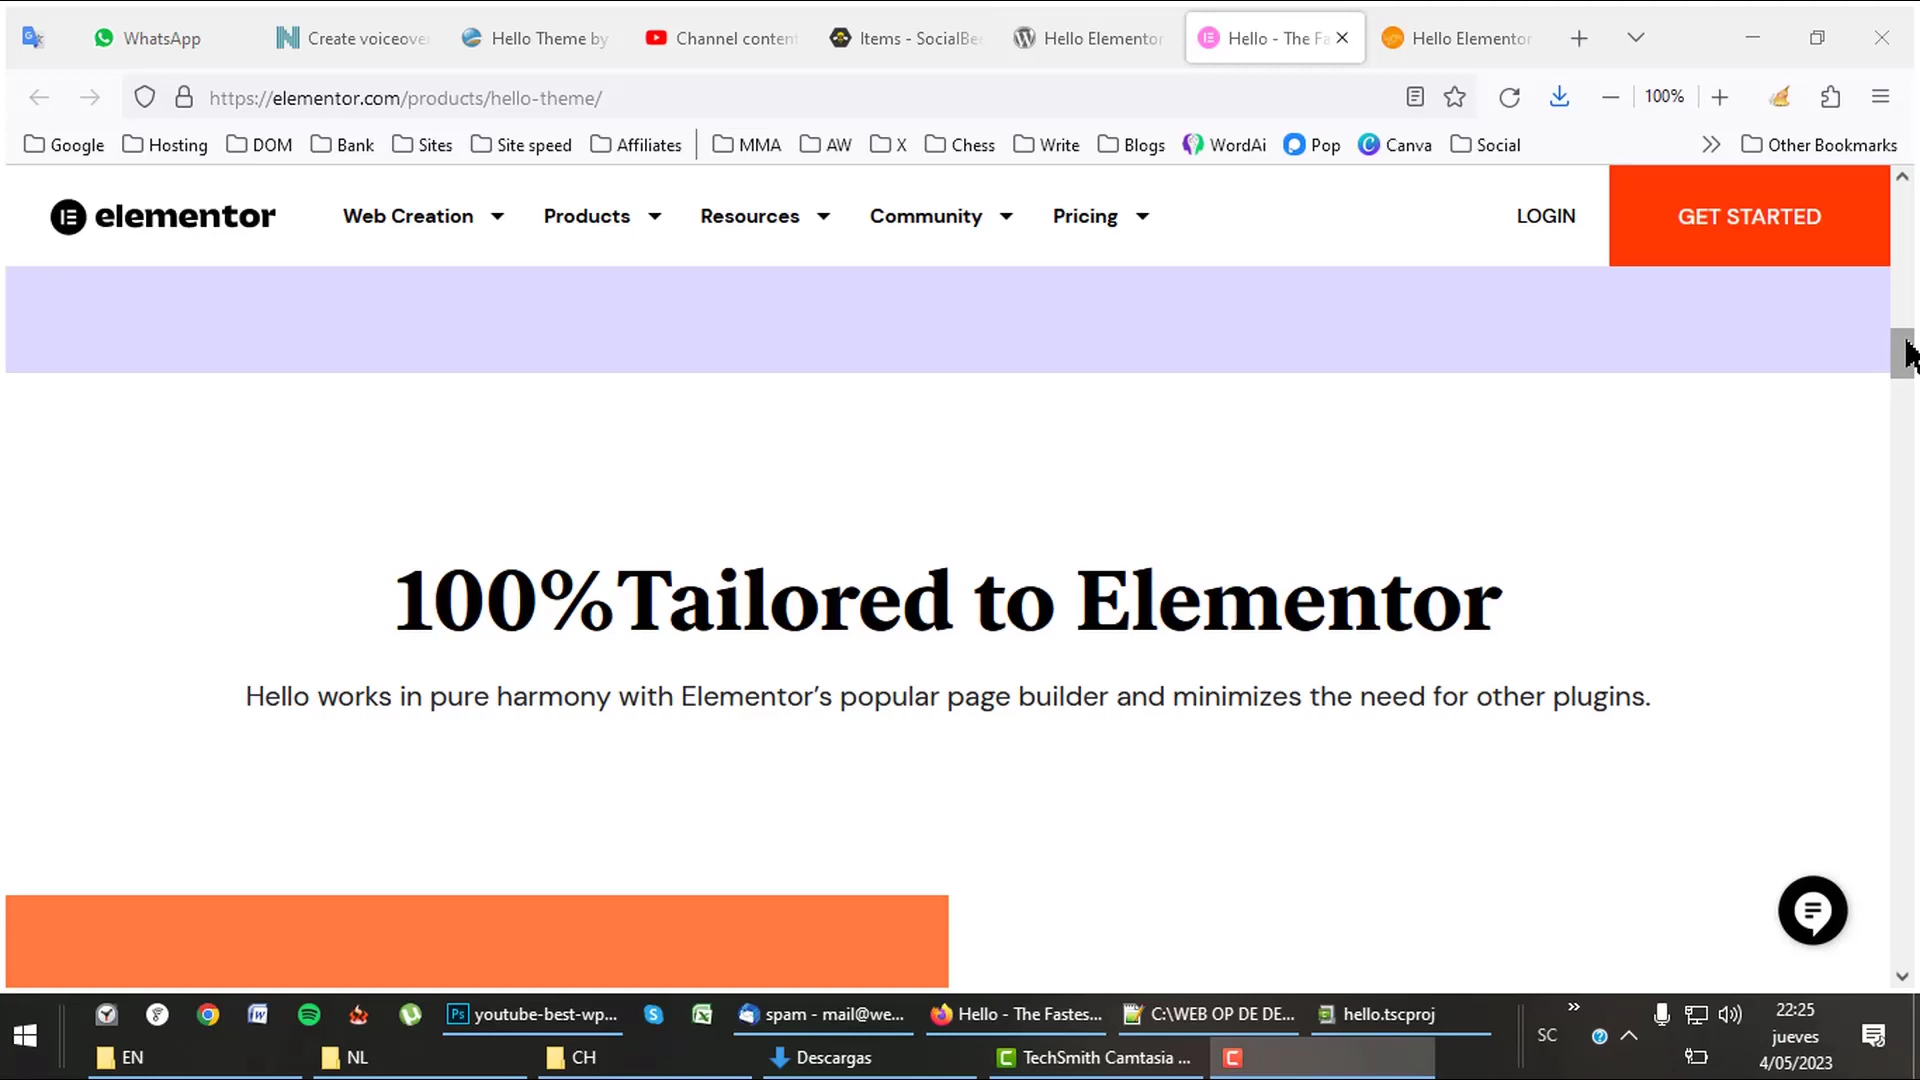 WhatsApp
Create voiceove
Hello Theme by
Channel conten
Items - SocialBe
Hello Elementor
Hello - The Fa
Hello Elementor
https://elementor.com/products/hello-theme/
100%
Google
Hosting
DOM
Bank
Sites
Site speed
Affiliates
MMA
AW
X
Chess
Write
Blogs
WordAi
Pop
Canva
Social
Other Bookmarks
elementor
Web Creation
Products
Resources
Community
Pricing
LOGIN
GET STARTED
100%Tailored to Elementor
Hello works in pure harmony with Elementor’s popular page builder and minimizes the need for other plugins.
youtube-best-wp...
spam - mail@we...
Hello - The Fastes...
C:\WEB OP DE DE...
hello.tscproj
EN
NL
CH
Descargas
TechSmith Camtasia ...
SC
22:25
jueves
4/05/2023